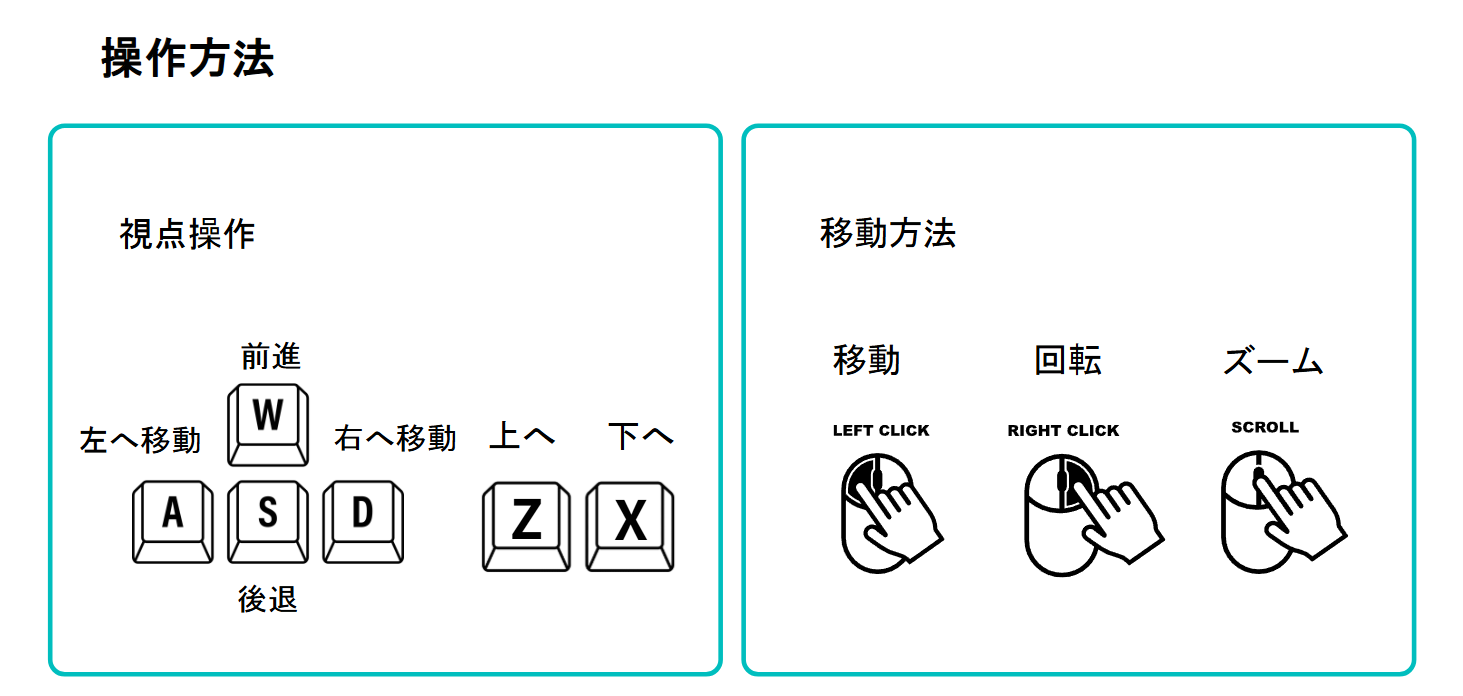 操作方法
視点操作
前進
W
左へ移動
右へ移動
A S D
後退
上へ 下へ
Z X
移動方法
移動 回転 ズーム
LEFT CLICK RIGHT CLICK SCROLL